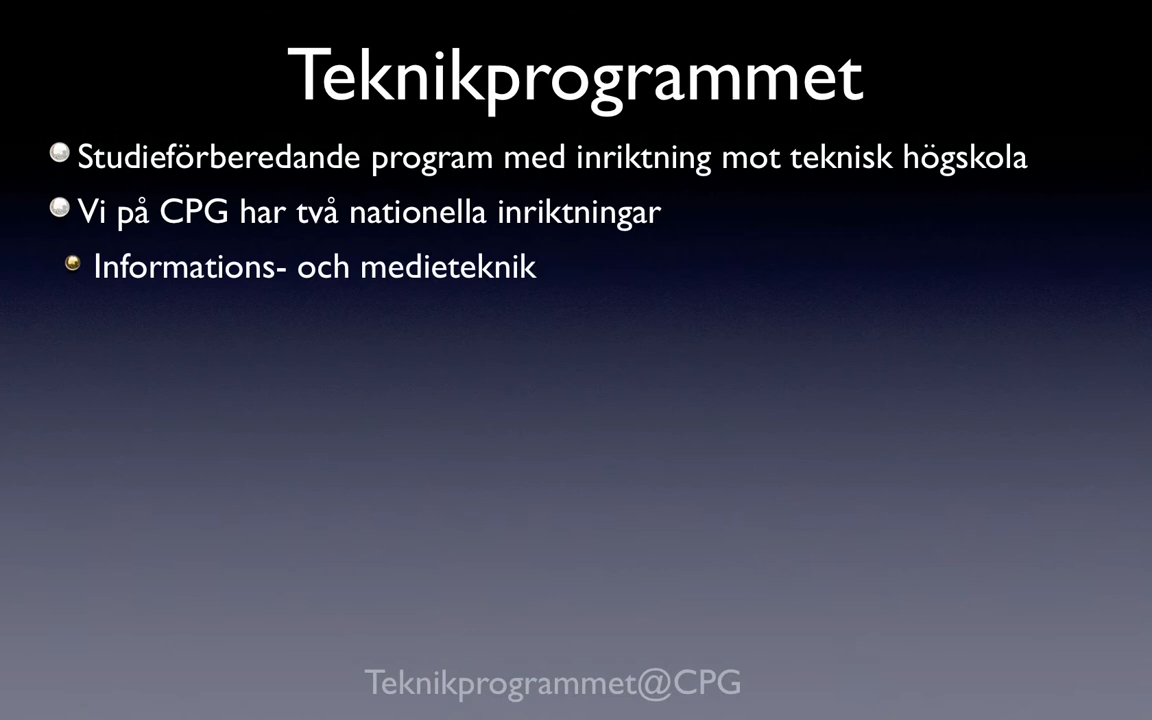 Teknikprogrammet
Studieförberedande program med inriktning mot teknisk högskola
Vi på CPG har två nationella inriktningar
Informations- och medieteknik
Teknikprogrammet@CPG